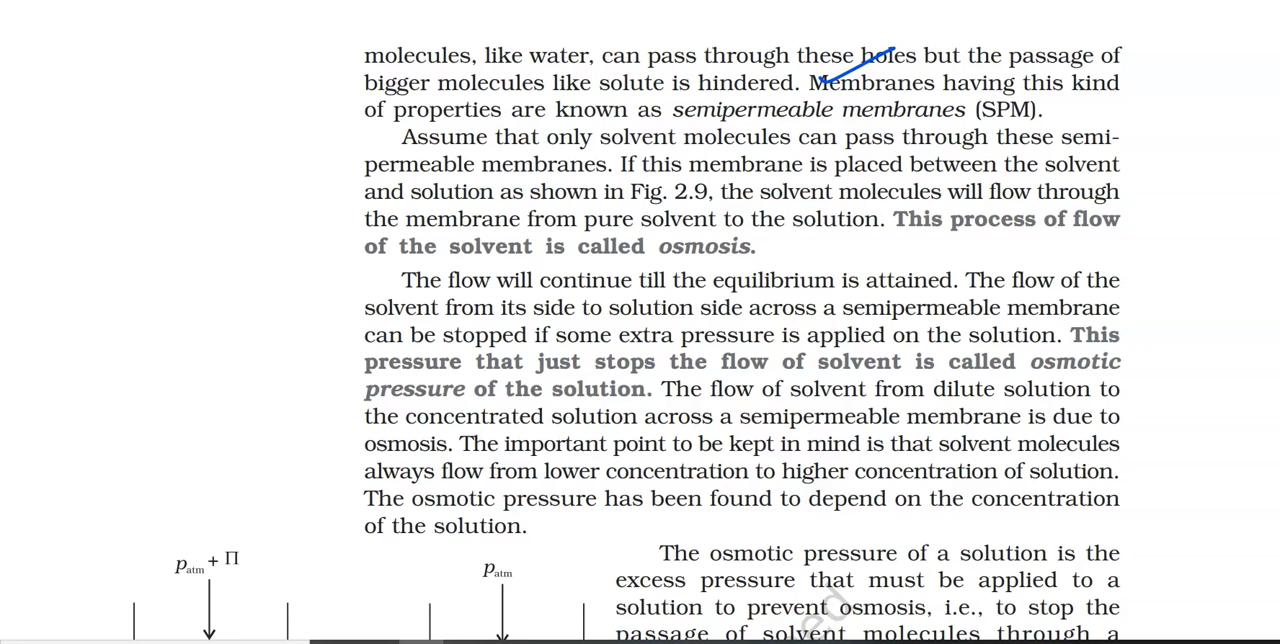 molecules, like water, can pass through these holes but the passage of
bigger molecules like solute is hindered. Membranes having this kind
of properties are known as semipermeable membranes (SPM).
Assume that only solvent molecules can pass through these semi-
permeable membranes. If this membrane is placed between the solvent
and solution as shown in Fig. 2.9, the solvent molecules will flow through
the membrane from pure solvent to the solution. This process of flow
of the solvent is called osmosis.
The flow will continue till the equilibrium is attained. The flow of the
solvent from its side to solution side across a semipermeable membrane
can be stopped if some extra pressure is applied on the solution. This
pressure that just stops the flow of solvent is called osmotic
pressure of the solution. The flow of solvent from dilute solution to
the concentrated solution across a semipermeable membrane is due to
osmosis. The important point to be kept in mind is that solvent molecules
always flow from lower concentration to higher concentration of solution.
The osmotic pressure has been found to depend on the concentration
of the solution.
patm + Π
patm
The osmotic pressure of a solution is the
excess pressure that must be applied to a
solution to prevent osmosis, i.e., to stop the
passage of solvent molecules through a